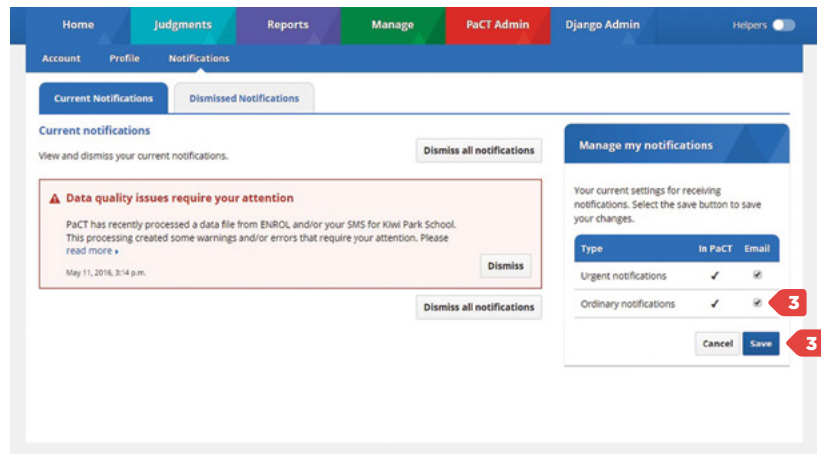 Home Judgments Reports Manage PaCT Admin Django Admin Helpers
Account Profile Notifications
Current Notifications Dismissed Notifications
Current notifications
View and dismiss your current notifications.
Dismiss all notifications
Data quality issues require your attention
PaCT has recently processed a data file from ENROL and/or your SMS for Kiwi Park School.
This processing created some warnings and/or errors that require your attention. Please
read more
May 11, 2016, 3:14 p.m.
Dismiss
Dismiss all notifications
Manage my notifications
Your current settings for receiving
notifications. Select the save button to save
your changes.
Type In PaCT Email
Urgent notifications
Ordinary notifications
3
Cancel Save
3